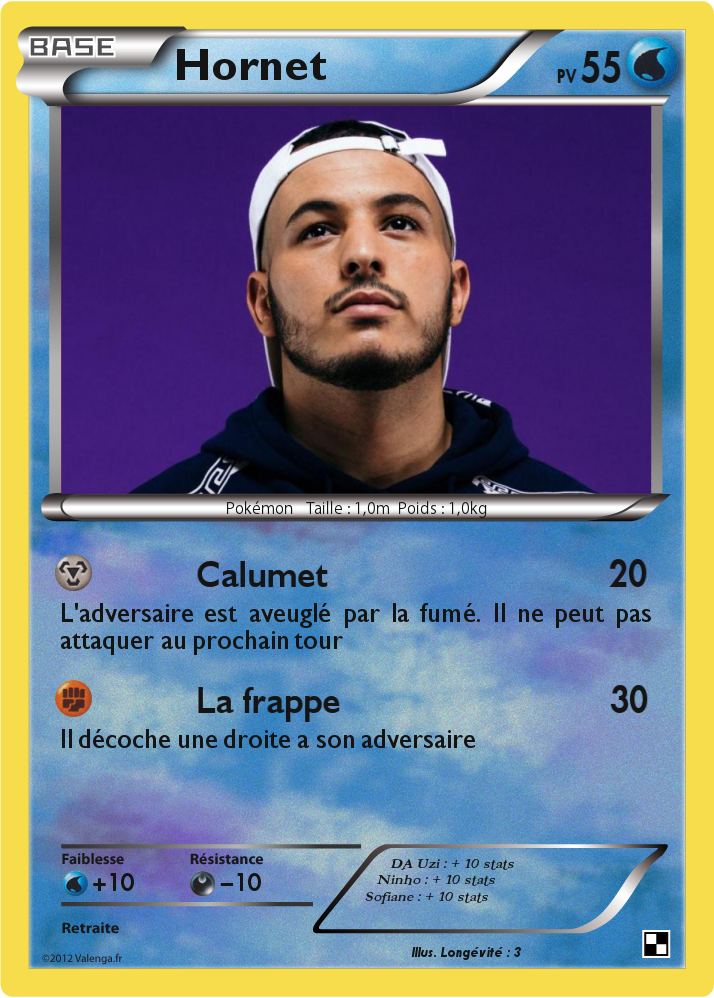 BASE
Hornet
PV 55
Pokémon Taille : 1,0m Poids : 1,0kg
Calumet 20
L'adversaire est aveuglé par la fumé. Il ne peut pas
attaquer au prochain tour
La frappe 30
Il décoche une droite a son adversaire
Faiblesse Résistance
+10 −10
DA Uzi : + 10 stats
Ninho : + 10 stats
Sofiane : + 10 stats
Retraite
Illus. Longévité : 3
©2012 Valenga.fr